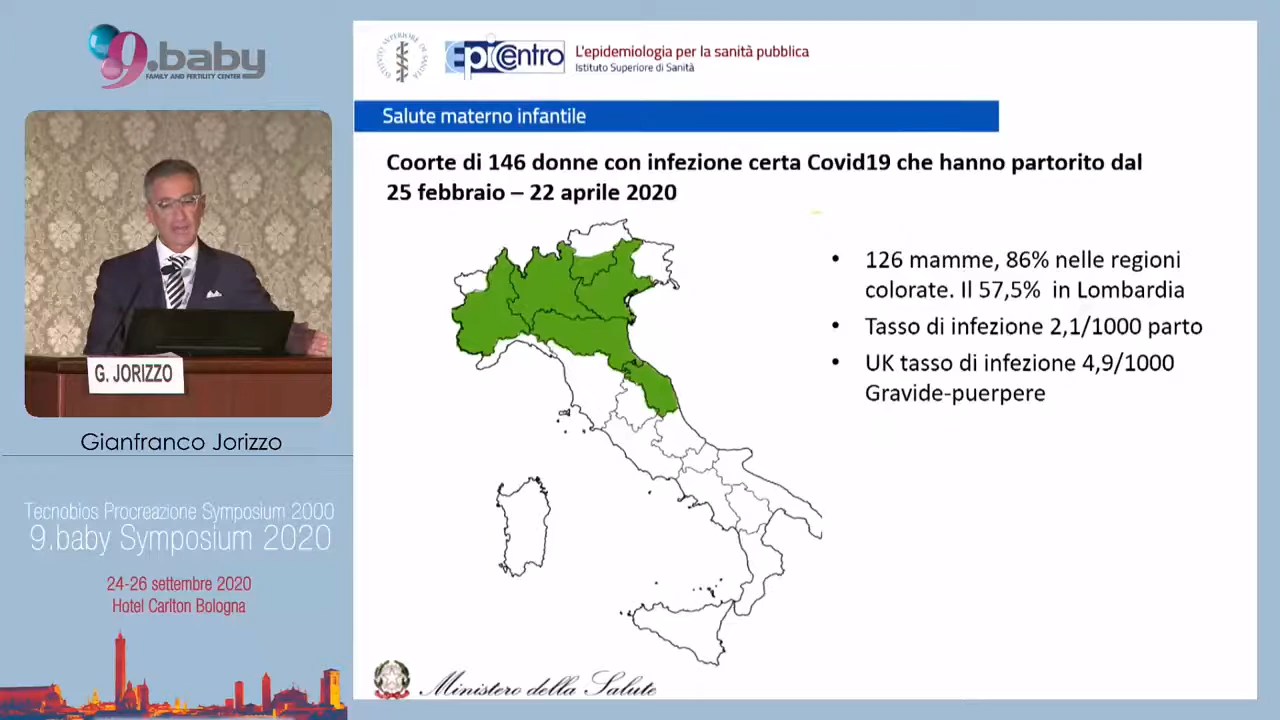 9.baby
FAMILY AND FERTILITY CENTER
G. JORIZZO
Gianfranco Jorizzo
Tecnobios Procreazione Symposium 2000
9.baby Symposium 2020
24-26 settembre 2020
Hotel Carlton Bologna
ISTITUTO SUPERIORE DI SANITÀ
EpiCentro
L'epidemiologia per la sanità pubblica
Istituto Superiore di Sanità
Salute materno infantile
Coorte di 146 donne con infezione certa Covid19 che hanno partorito dal
25 febbraio – 22 aprile 2020
• 126 mamme, 86% nelle regioni
colorate. Il 57,5% in Lombardia
• Tasso di infezione 2,1/1000 parto
• UK tasso di infezione 4,9/1000
Gravide-puerpere
Ministero della Salute